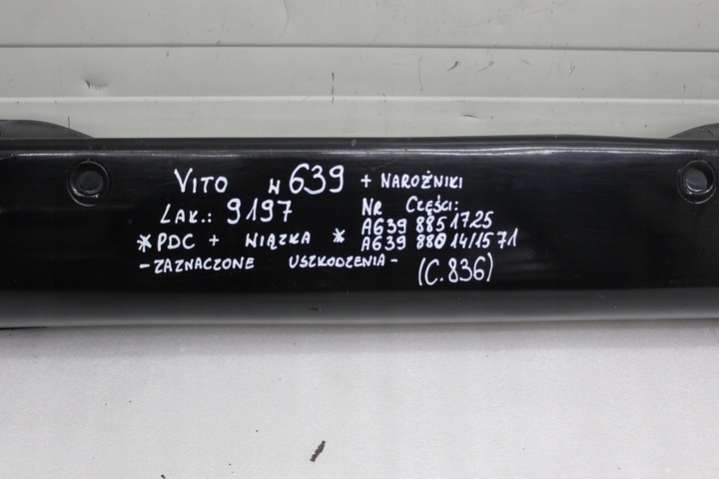 VITO W639 + NAROŻNIKI
LAK.: 9197
NR CZĘŚCI:
A639 885 17 25
*PDC + WIĄZKA * A639 880 14/15 71
- ZAZNACZONE USZKODZENIA -
(C.836)